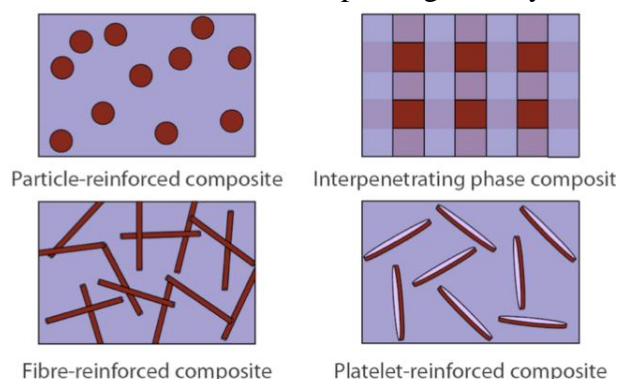 Particle-reinforced composite
Interpenetrating phase composit
Fibre-reinforced composite
Platelet-reinforced composite